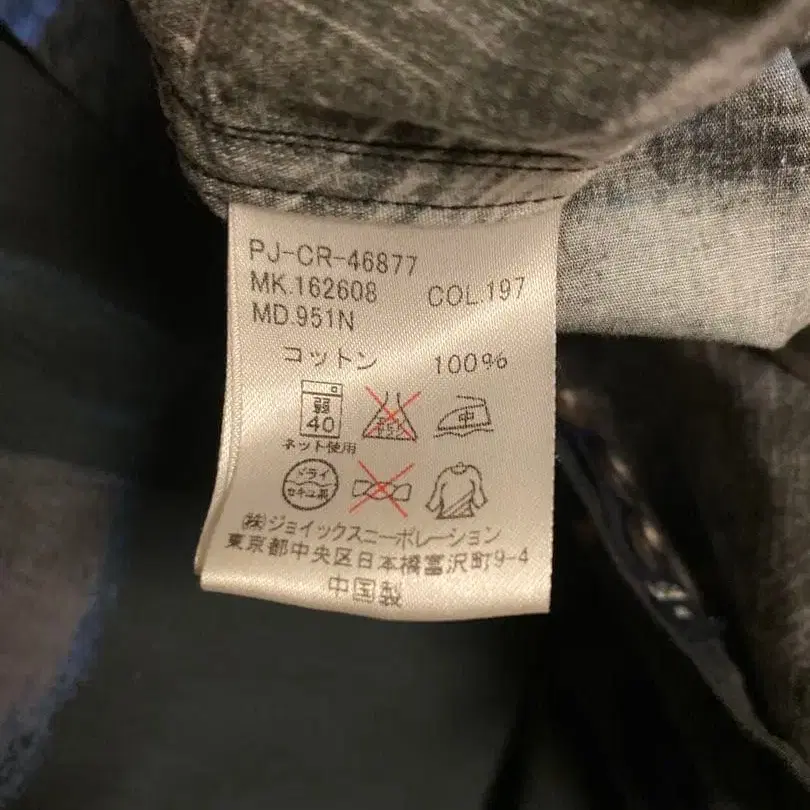 PJ-CR-46877
MK.162608 COL.197
MD.951N
コットン 100%
弱
40
中
ネット使用
ドライ
セキユ系
㈱ジョイックスコーポレーション
東京都中央区日本橋富沢町9-4
中国製